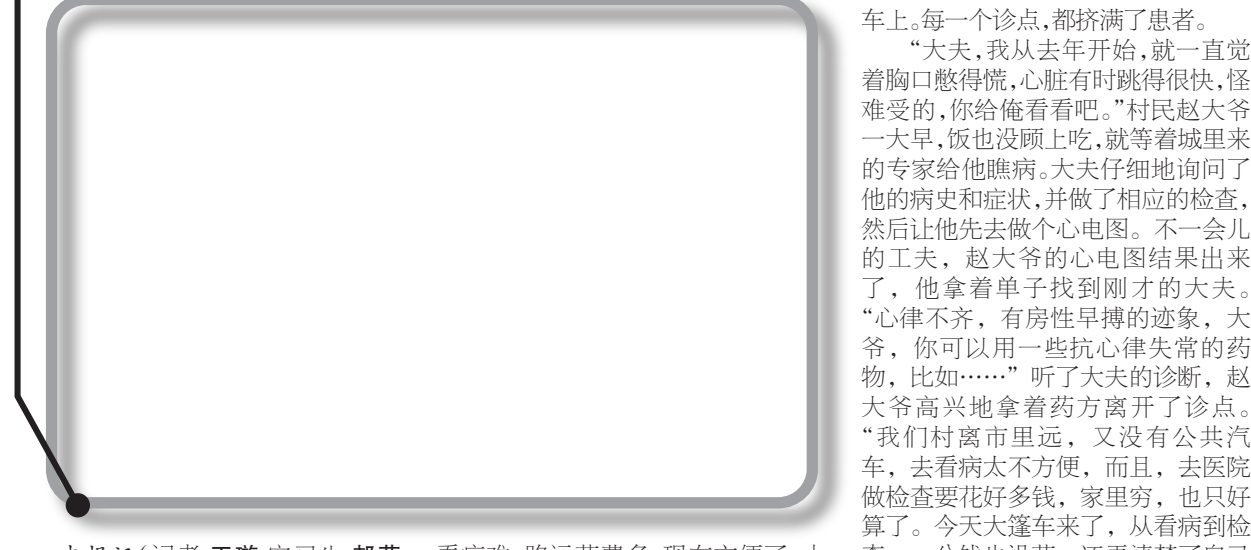 车上。每一个诊点,都挤满了患者。
“大夫,我从去年开始,就一直觉
着胸口憋得慌,心脏有时跳得很快,怪
难受的,你给俺看看吧。”村民赵大爷
一大早,饭也没顾上吃,就等着城里来
的专家给他瞧病。大夫仔细地询问了
他的病史和症状,并做了相应的检查,
然后让他先去做个心电图。不一会儿
的工夫，赵大爷的心电图结果出来
了，他拿着单子找到刚才的大夫。
“心律不齐，有房性早搏的迹象，大
爷，你可以用一些抗心律失常的药
物，比如……”听了大夫的诊断，赵
大爷高兴地拿着药方离开了诊点。
“我们村离市里远，又没有公共汽
车，去看病太不方便，而且，去医院
做检查要花好多钱，家里穷，也只好
算了。今天大篷车来了，从看病到检